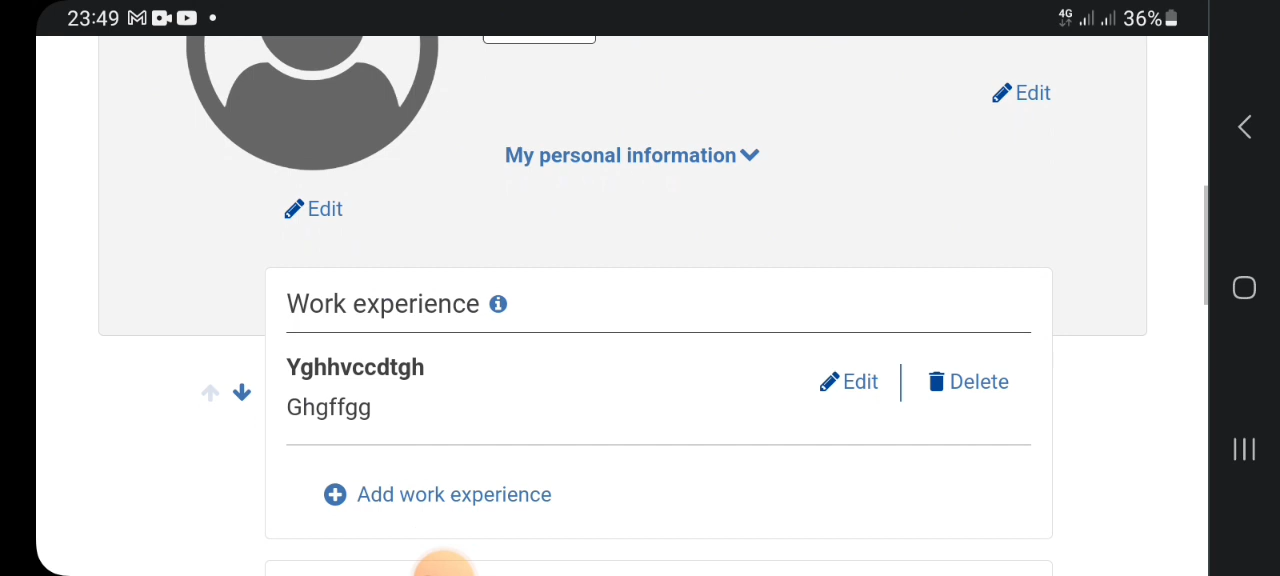 23:49
4G
36%
Edit
My personal information
Edit
Work experience
Yghhvccdtgh
Edit
Delete
Ghgffgg
Add work experience